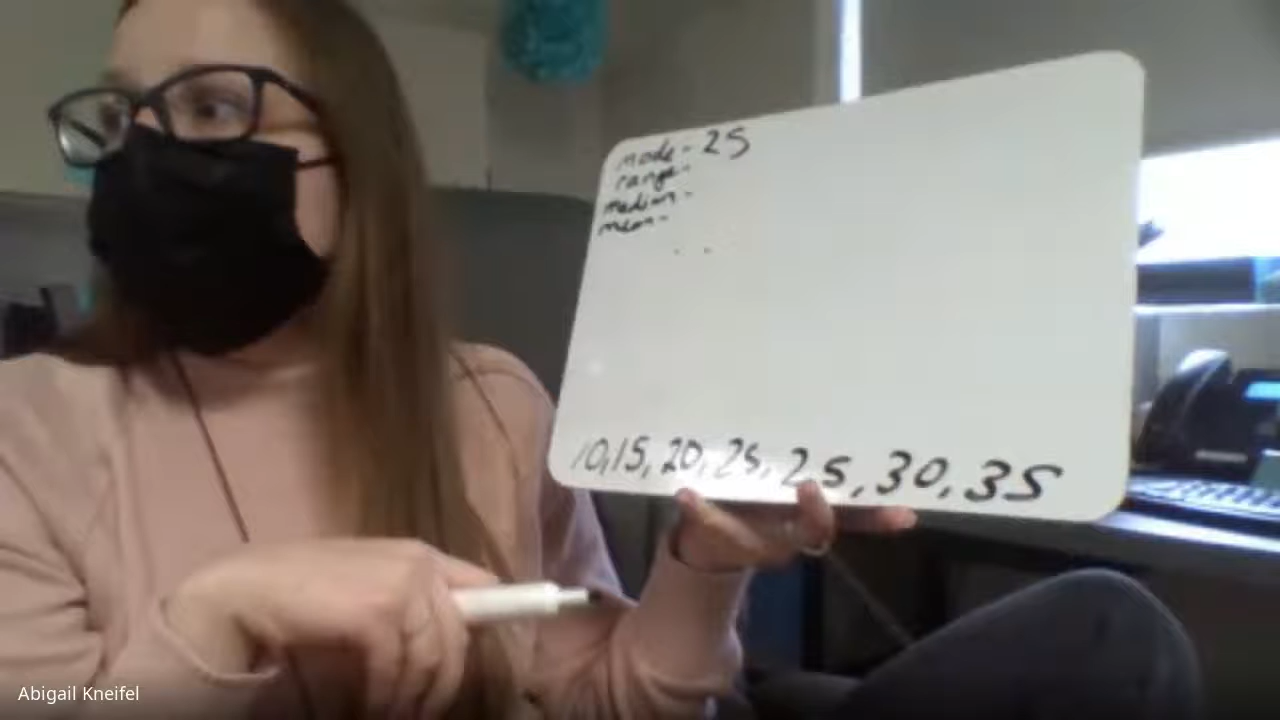 mode - 25
range -
median -
mean -
10, 15, 20, 25, 25, 30, 35
Abigail Kneifel